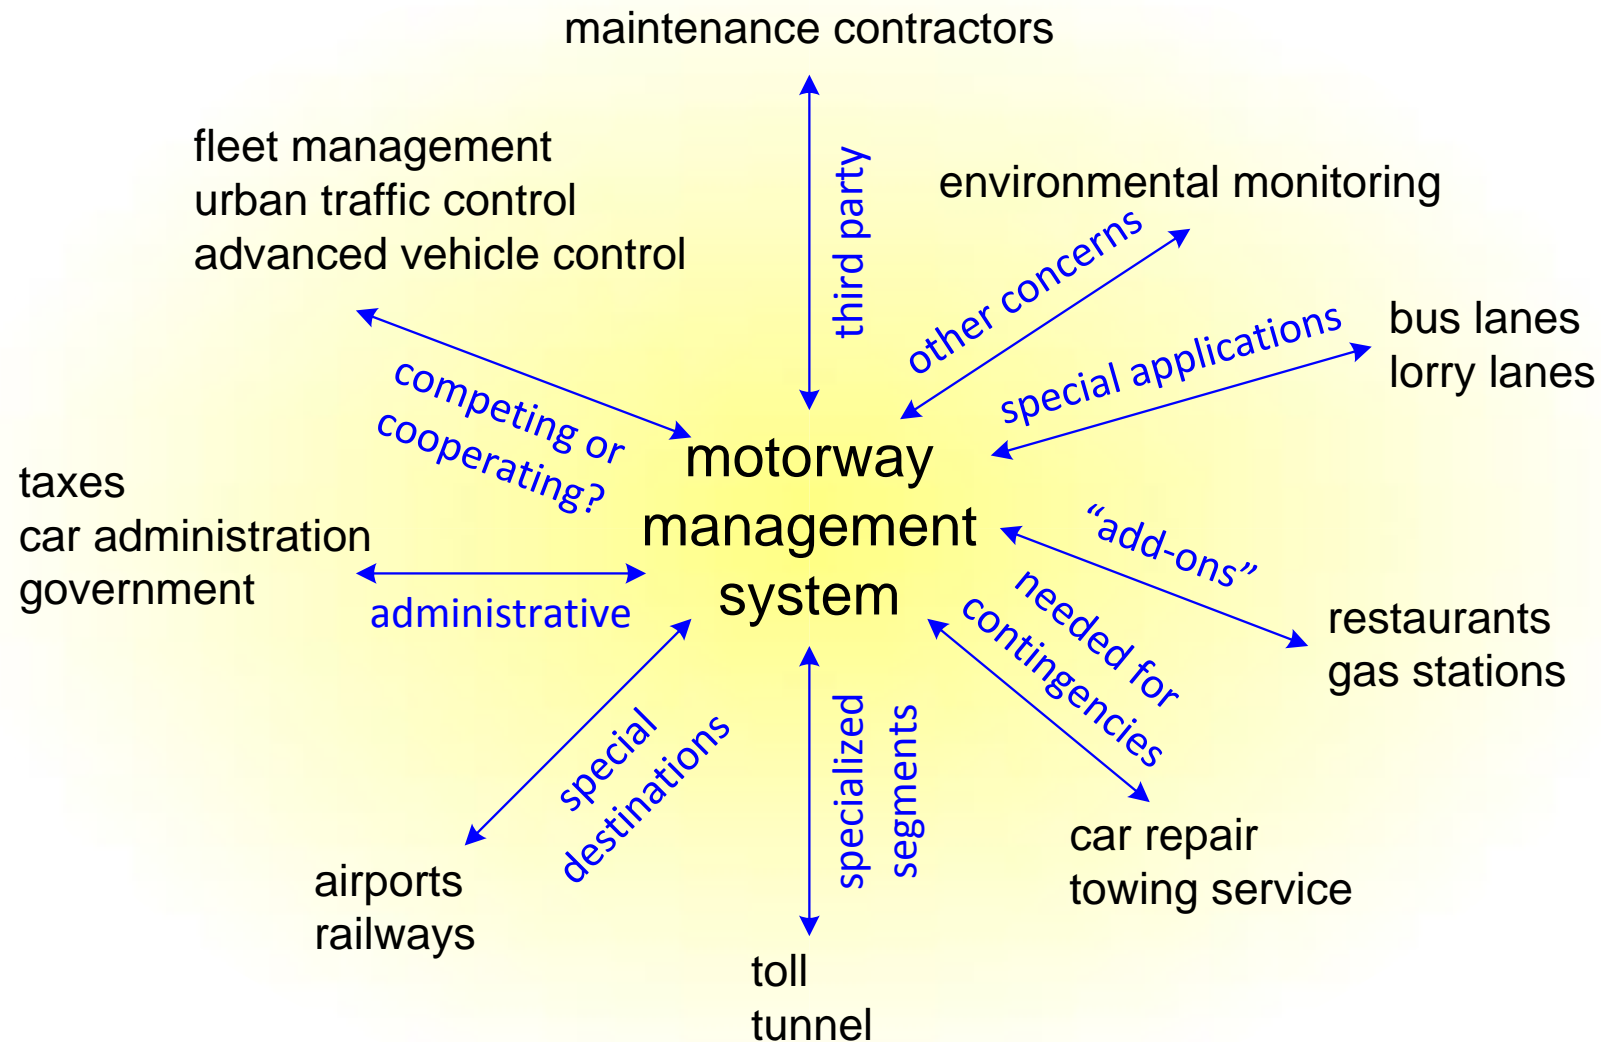 maintenance contractors
third party
fleet management
urban traffic control
advanced vehicle control
competing or
cooperating?
environmental monitoring
other concerns
bus lanes
lorry lanes
special applications
motorway
management
system
taxes
car administration
government
administrative
“add-ons”
restaurants
gas stations
needed for
contingencies
car repair
towing service
special
destinations
airports
railways
specialized
segments
toll
tunnel